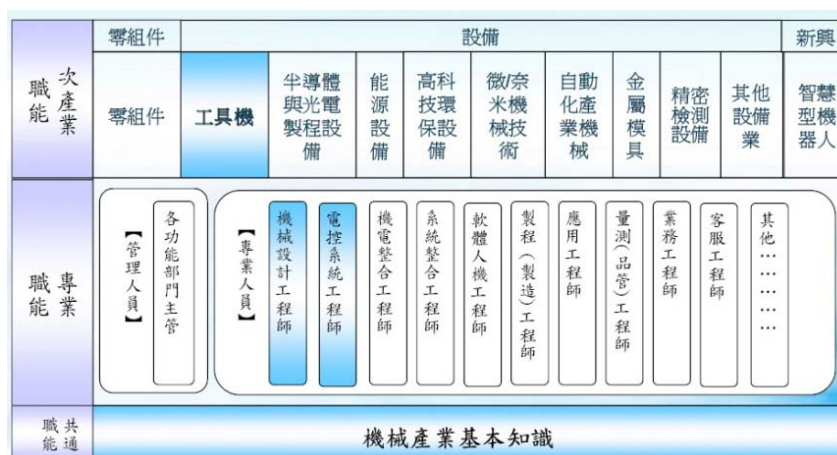 次產業職能
零組件
設備
新興
零組件
工具機
半導體與光電製程設備
能源設備
高科技環保設備
微/奈米機械技術
自動化產業機械
金屬模具
精密檢測設備
其他設備業
智慧型機器人
專業職能
【管理人員】
各功能部門主管
【專業人員】
機械設計工程師
電控系統工程師
機電整合工程師
系統整合工程師
軟體人機工程師
製程(製造)工程師
應用工程師
量測(品管)工程師
業務工程師
客服工程師
其他…………
共通職能
機械產業基本知識